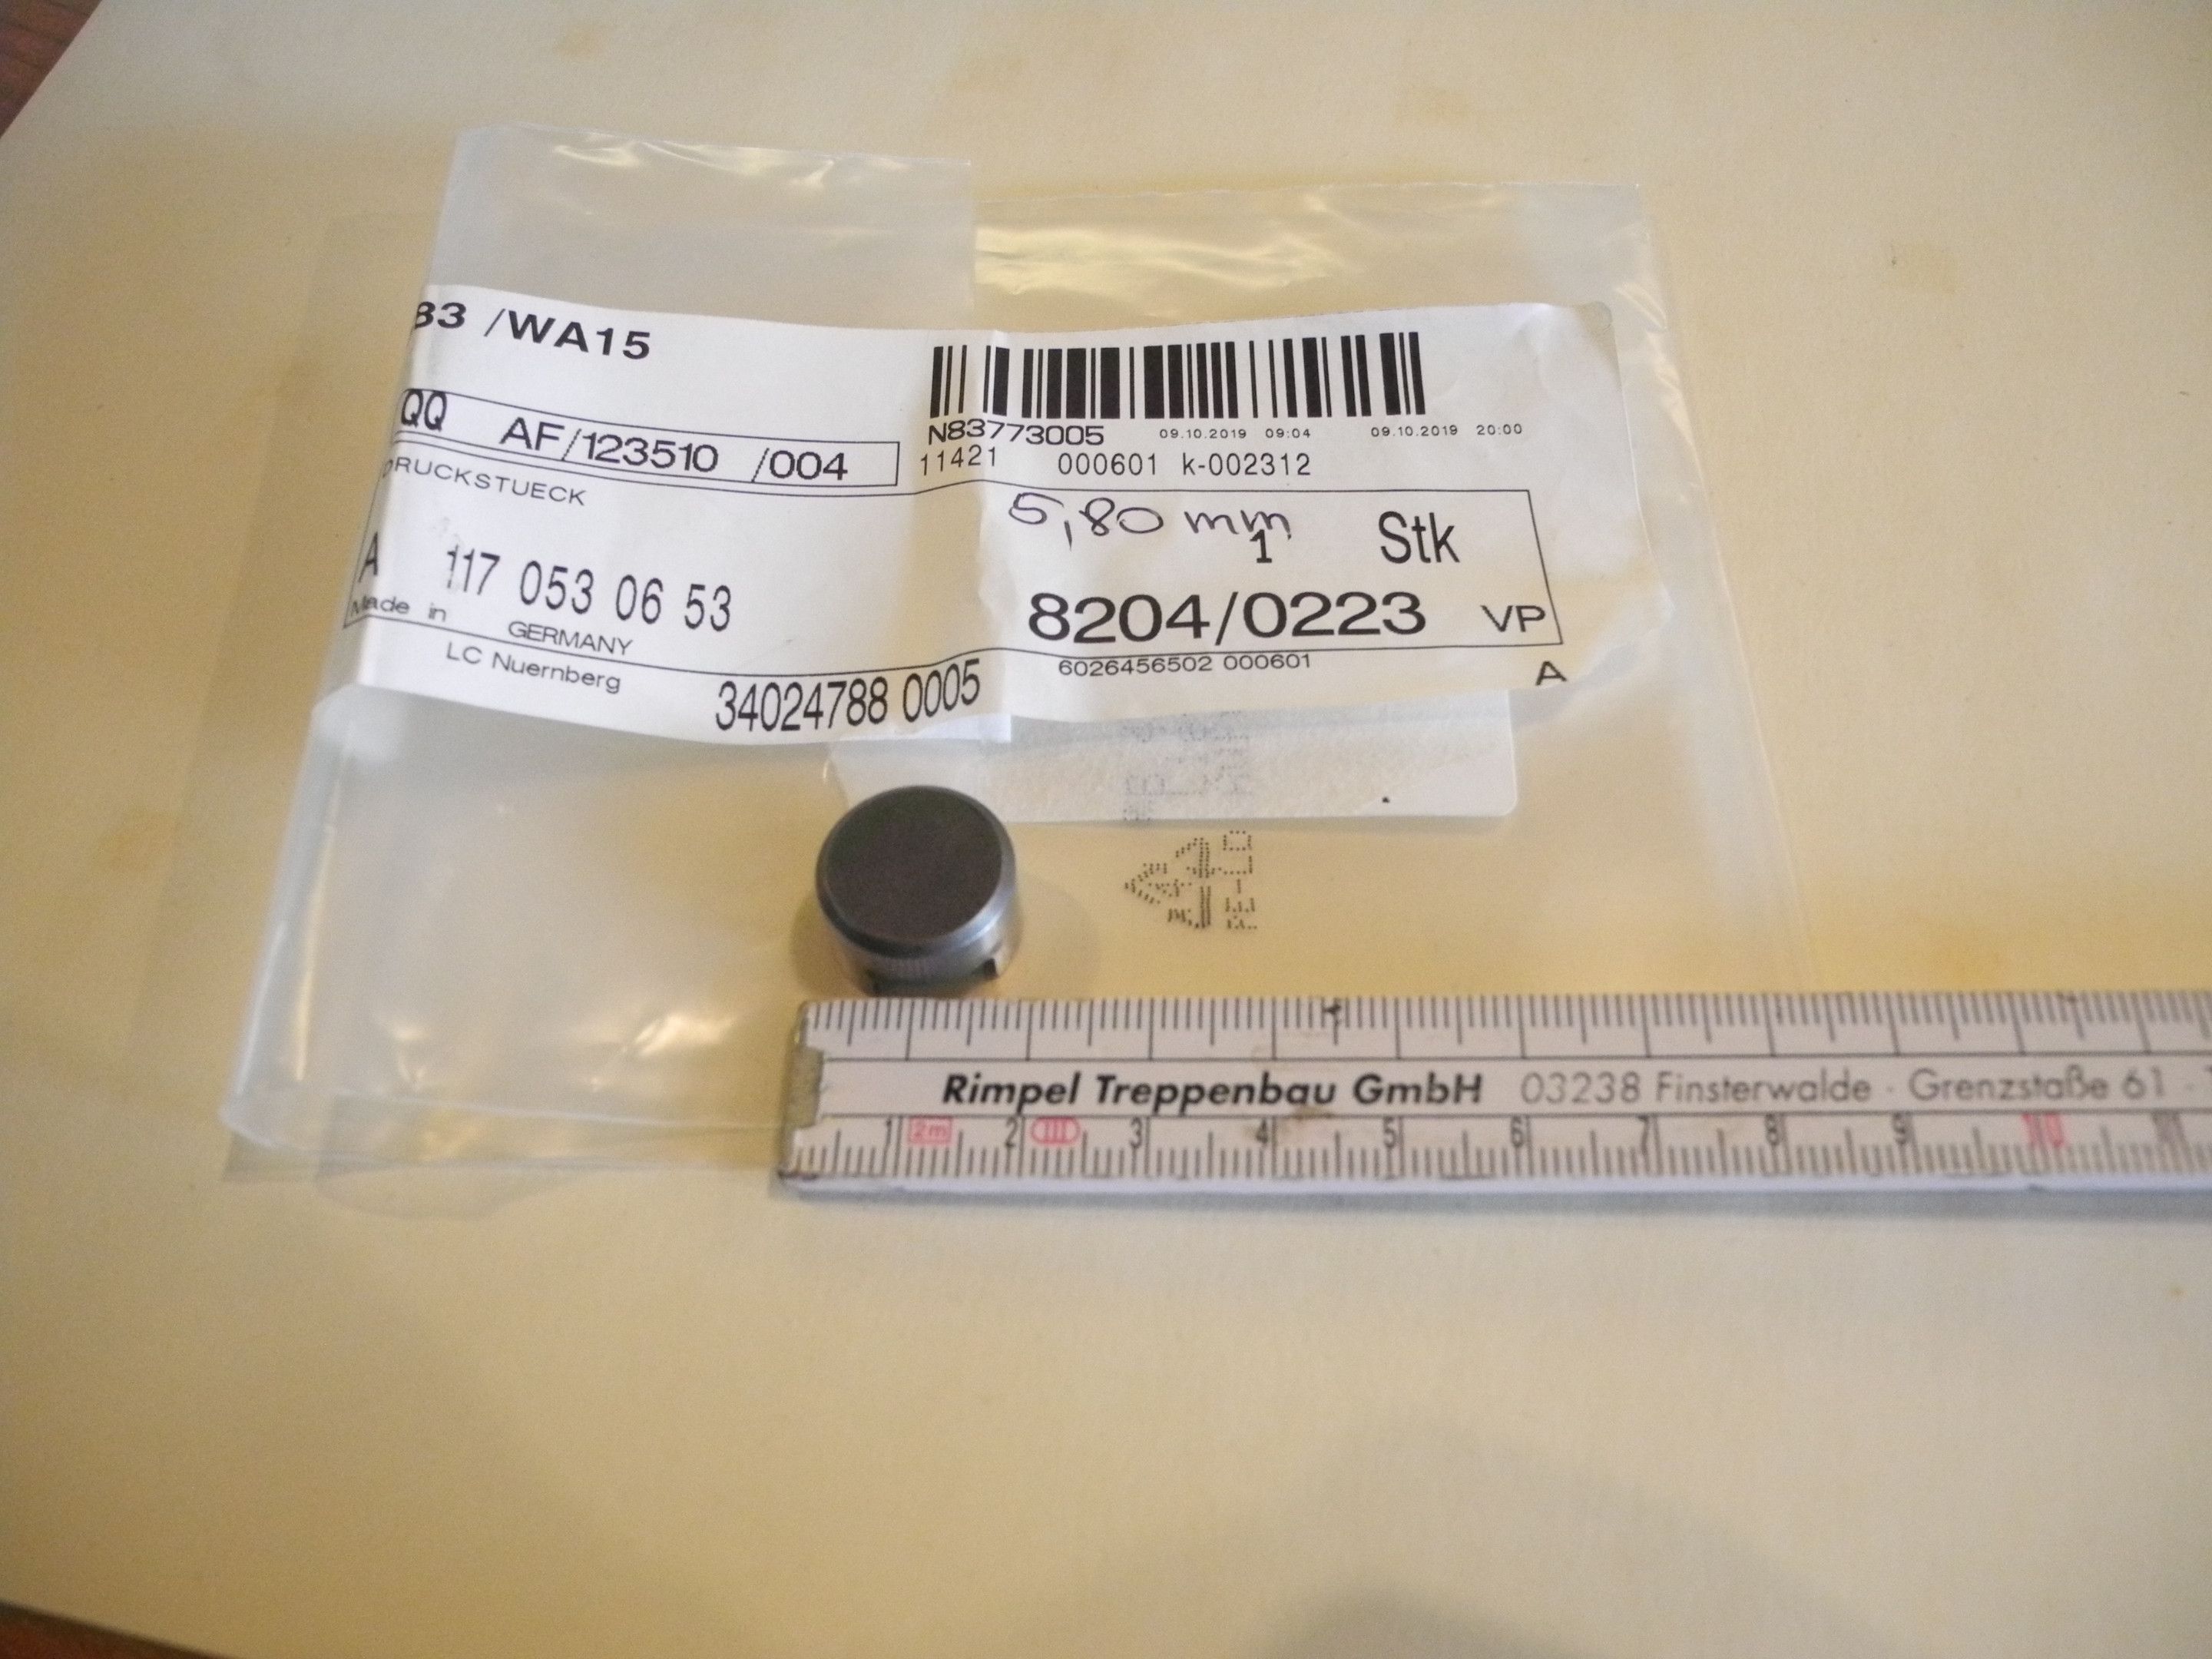 83 /WA15
QQ AF/123510 /004
DRUCKSTUECK
A 117 053 06 53
Made in GERMANY
LC Nuernberg
34024788 0005
N83773005 09.10.2019 09:04 09.10.2019 20:00
11421 000601 k-002312
5,80 mm
1 Stk
8204/0223 VP
6026456502 000601
A
Rimpel Treppenbau GmbH 03238 Finsterwalde · Grenzstaße 61
1 2m 2 III 3 4 5 6 7 8 9 10